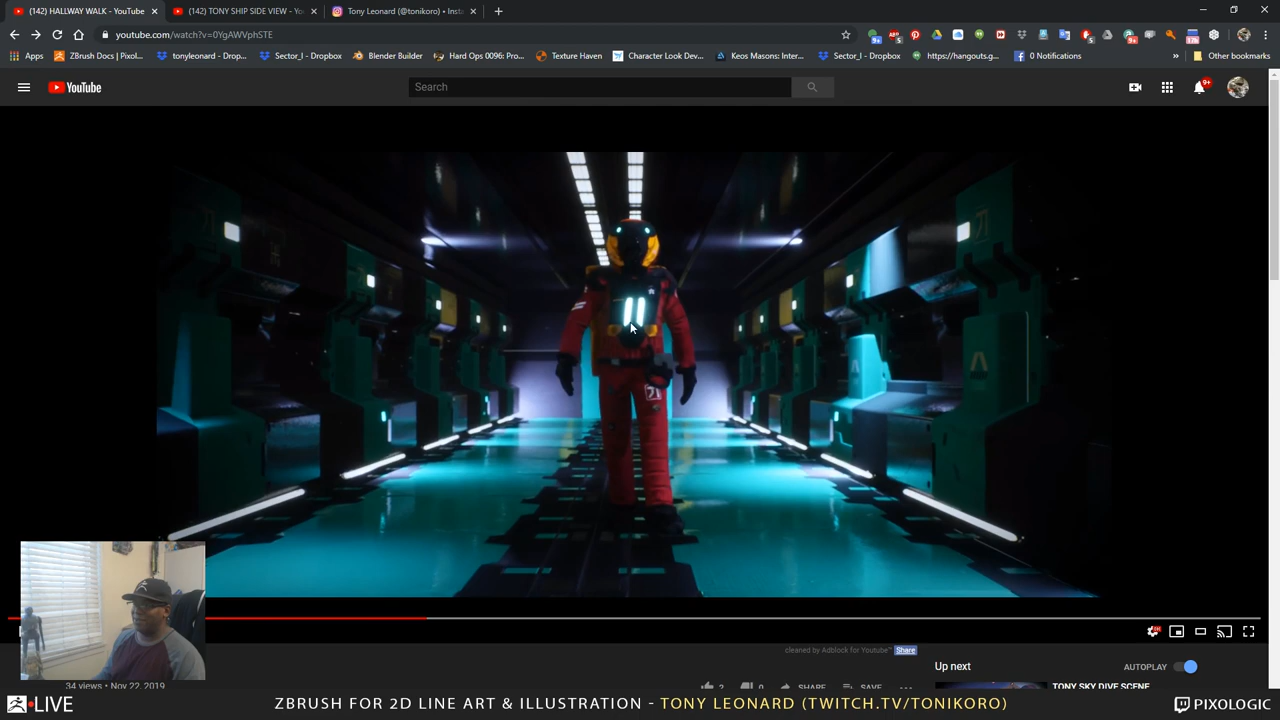 (142) HALLWAY WALK - YouTube
(142) TONY SHIP SIDE VIEW - Yo
Tony Leonard (@tonikoro) • Inst
youtube.com/watch?v=0YgAWVphSTE
Apps
ZBrush Docs | Pixol...
tonyleonard - Drop...
Sector_I - Dropbox
Blender Builder
Hard Ops 0096: Pro...
Texture Haven
Character Look Dev...
Keos Masons: Inter...
Sector_I - Dropbox
https://hangouts.g...
0 Notifications
»
Other bookmarks
YouTube
Search
9+
cleaned by Adblock for Youtube™
Share
Up next
AUTOPLAY
34 views • Nov 22, 2019
2
0
SHARE
SAVE
TONY SKY DIVE SCENE
LIVE
ZBRUSH FOR 2D LINE ART & ILLUSTRATION - TONY LEONARD (TWITCH.TV/TONIKORO)
PIXOLOGIC